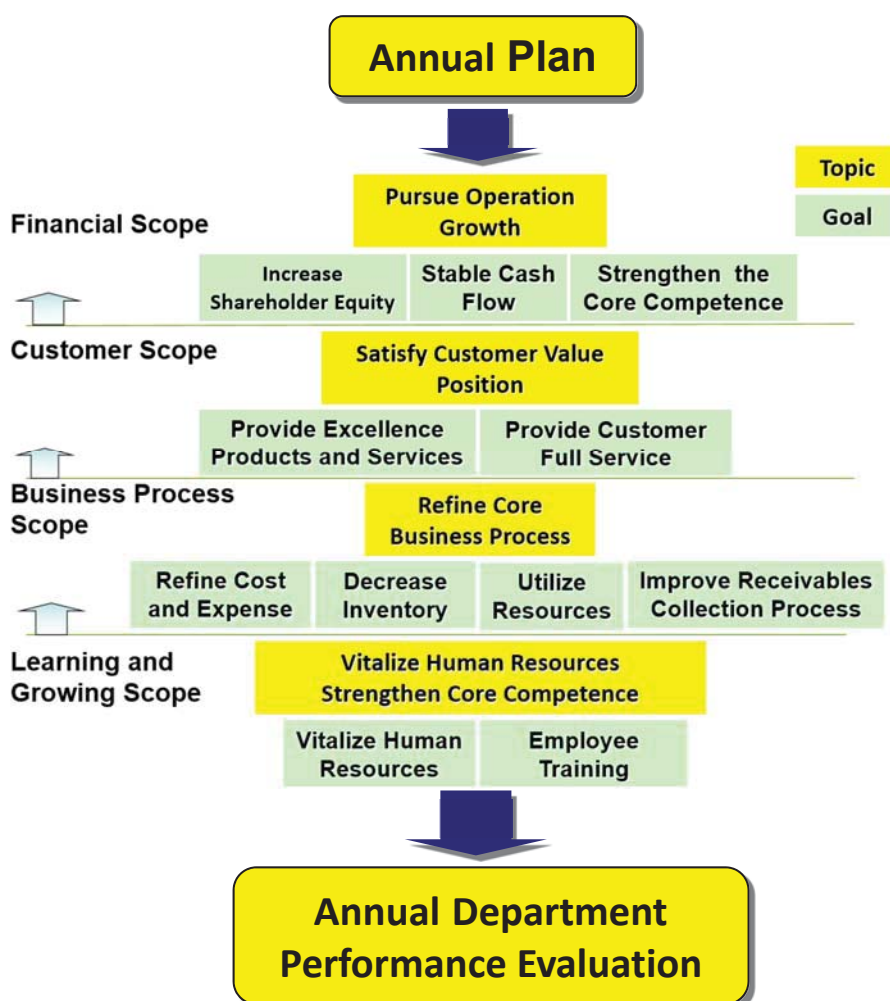 Annual Plan
Topic
Goal
Financial Scope
Pursue Operation
Growth
Increase
Shareholder Equity
Stable Cash
Flow
Strengthen the
Core Competence
Customer Scope
Satisfy Customer Value
Position
Provide Excellence
Products and Services
Provide Customer
Full Service
Business Process
Scope
Refine Core
Business Process
Refine Cost
and Expense
Decrease
Inventory
Utilize
Resources
Improve Receivables
Collection Process
Learning and
Growing Scope
Vitalize Human Resources
Strengthen Core Competence
Vitalize Human
Resources
Employee
Training
Annual Department
Performance Evaluation